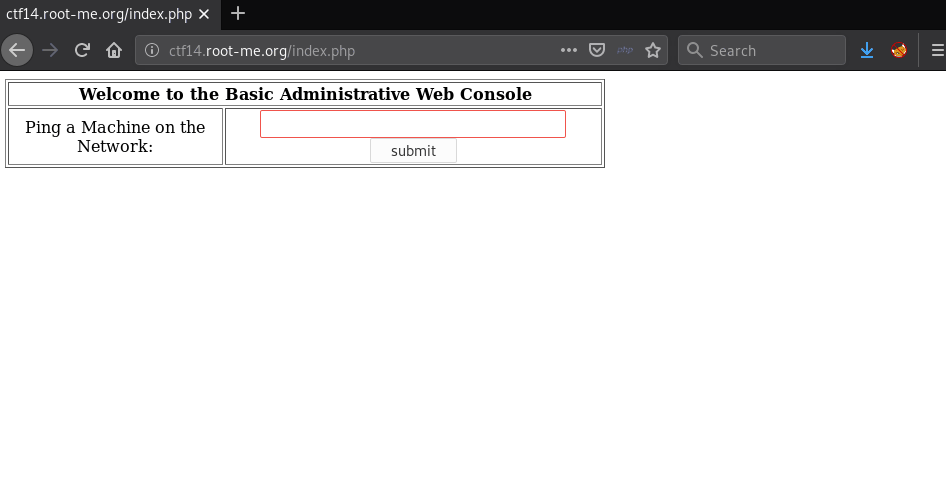 ctf14.root-me.org/index.php
ctf14.root-me.org/index.php
php
Search
Welcome to the Basic Administrative Web Console
Ping a Machine on the
Network:
submit